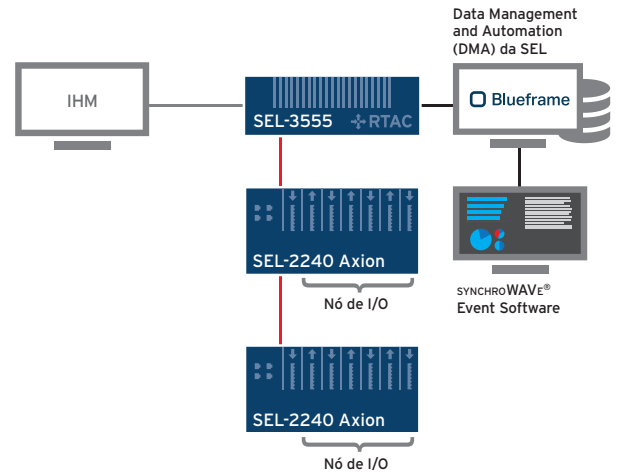 Data Management
and Automation
(DMA) da SEL
IHM
SEL-3555
RTAC
Blueframe
SEL-2240 Axion
Nó de I/O
SYNCHROWAVE®
Event Software
SEL-2240 Axion
Nó de I/O